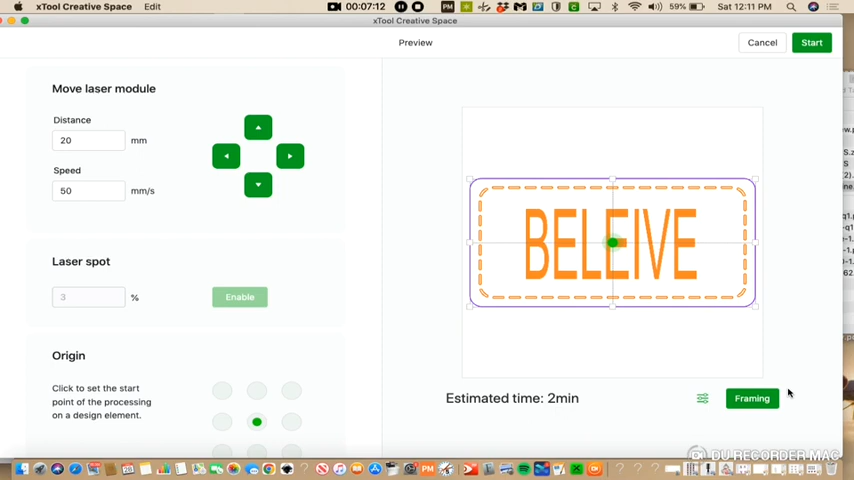 xTool Creative Space Edit
00:07:12
PM
59%
Sat 12:11 PM
xTool Creative Space
Preview
Cancel
Start
Move laser module
Distance
20 mm
Speed
50 mm/s
Laser spot
3 %
Enable
Origin
Click to set the start
point of the processing
on a design element.
BELEIVE
Estimated time: 2min
Framing
DU RECORDER MAC
PM